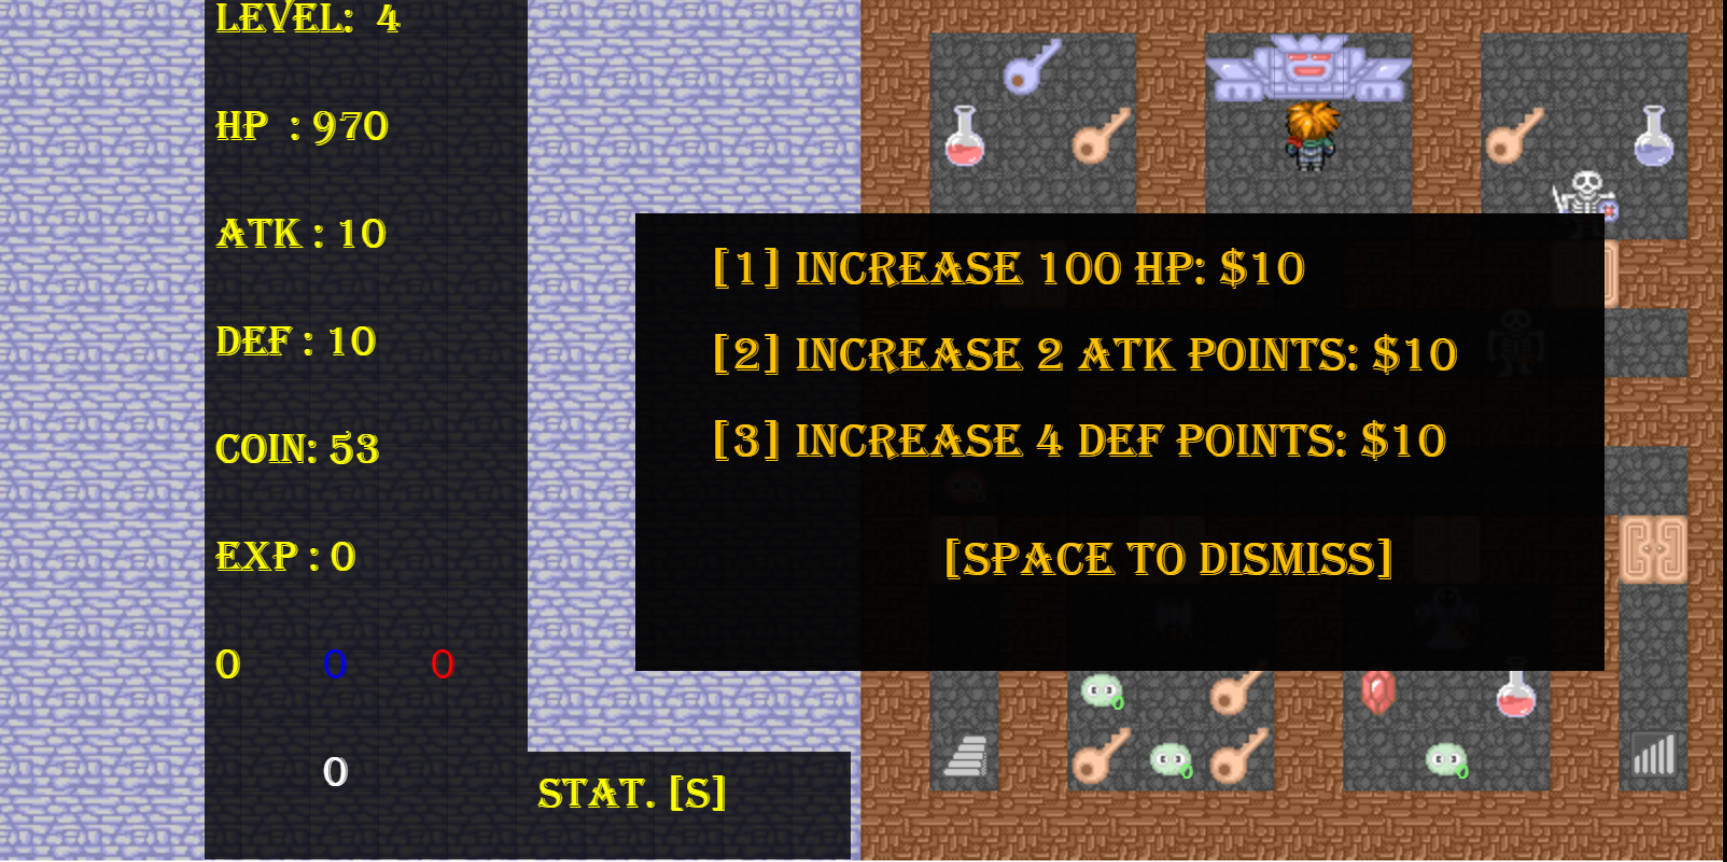 LEVEL: 4
HP : 970
ATK : 10
DEF : 10
COIN: 53
EXP : 0
0 0 0
0
STAT. [S]
[1] INCREASE 100 HP: $10
[2] INCREASE 2 ATK POINTS: $10
[3] INCREASE 4 DEF POINTS: $10
[SPACE TO DISMISS]